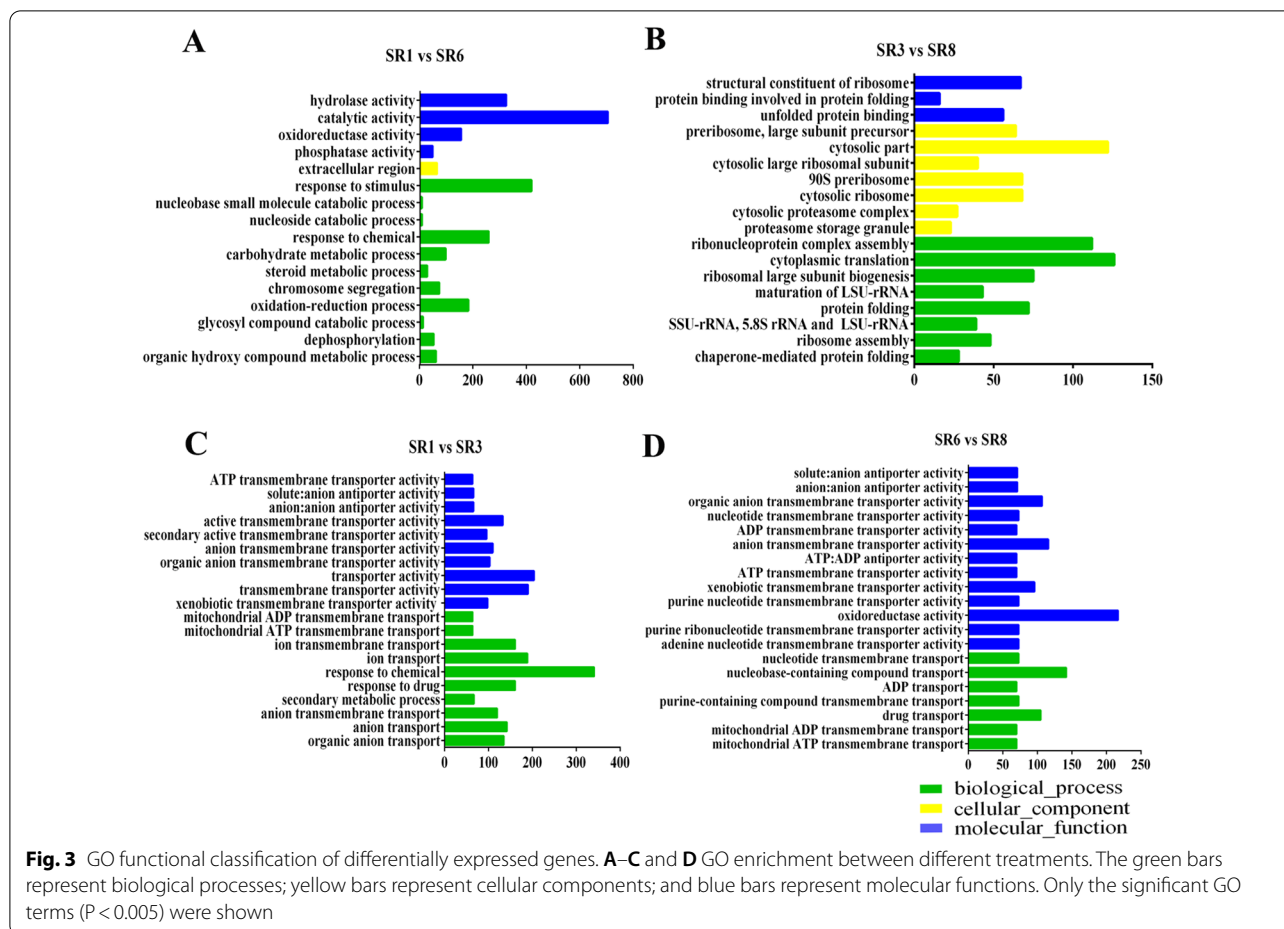 A
SR1 vs SR6
hydrolase activity
catalytic activity
oxidoreductase activity
phosphatase activity
extracellular region
response to stimulus
nucleobase small molecule catabolic process
nucleoside catabolic process
response to chemical
carbohydrate metabolic process
steroid metabolic process
chromosome segregation
oxidation-reduction process
glycosyl compound catabolic process
dephosphorylation
organic hydroxy compound metabolic process
0 200 400 600 800
B
SR3 vs SR8
structural constituent of ribosome
protein binding involved in protein folding
unfolded protein binding
preribosome, large subunit precursor
cytosolic part
cytosolic large ribosomal subunit
90S preribosome
cytosolic ribosome
cytosolic proteasome complex
proteasome storage granule
ribonucleoprotein complex assembly
cytoplasmic translation
ribosomal large subunit biogenesis
maturation of LSU-rRNA
protein folding
SSU-rRNA, 5.8S rRNA and LSU-rRNA
ribosome assembly
chaperone-mediated protein folding
0 50 100 150
C
SR1 vs SR3
ATP transmembrane transporter activity
solute:anion antiporter activity
anion:anion antiporter activity
active transmembrane transporter activity
secondary active transmembrane transporter activity
anion transmembrane transporter activity
organic anion transmembrane transporter activity
transporter activity
transmembrane transporter activity
xenobiotic transmembrane transporter activity
mitochondrial ADP transmembrane transport
mitochondrial ATP transmembrane transport
ion transmembrane transport
ion transport
response to chemical
response to drug
secondary metabolic process
anion transmembrane transport
anion transport
organic anion transport
0 100 200 300 400
D
SR6 vs SR8
solute:anion antiporter activity
anion:anion antiporter activity
organic anion transmembrane transporter activity
nucleotide transmembrane transporter activity
ADP transmembrane transporter activity
anion transmembrane transporter activity
ATP:ADP antiporter activity
ATP transmembrane transporter activity
xenobiotic transmembrane transporter activity
purine nucleotide transmembrane transporter activity
oxidoreductase activity
purine ribonucleotide transmembrane transporter activity
adenine nucleotide transmembrane transporter activity
nucleotide transmembrane transport
nucleobase-containing compound transport
ADP transport
purine-containing compound transmembrane transport
drug transport
mitochondrial ADP transmembrane transport
mitochondrial ATP transmembrane transport
0 50 100 150 200 250
biological_process
cellular_component
molecular_function
Fig. 3 GO functional classification of differentially expressed genes. A–C and D GO enrichment between different treatments. The green bars
represent biological processes; yellow bars represent cellular components; and blue bars represent molecular functions. Only the significant GO
terms (P < 0.005) were shown